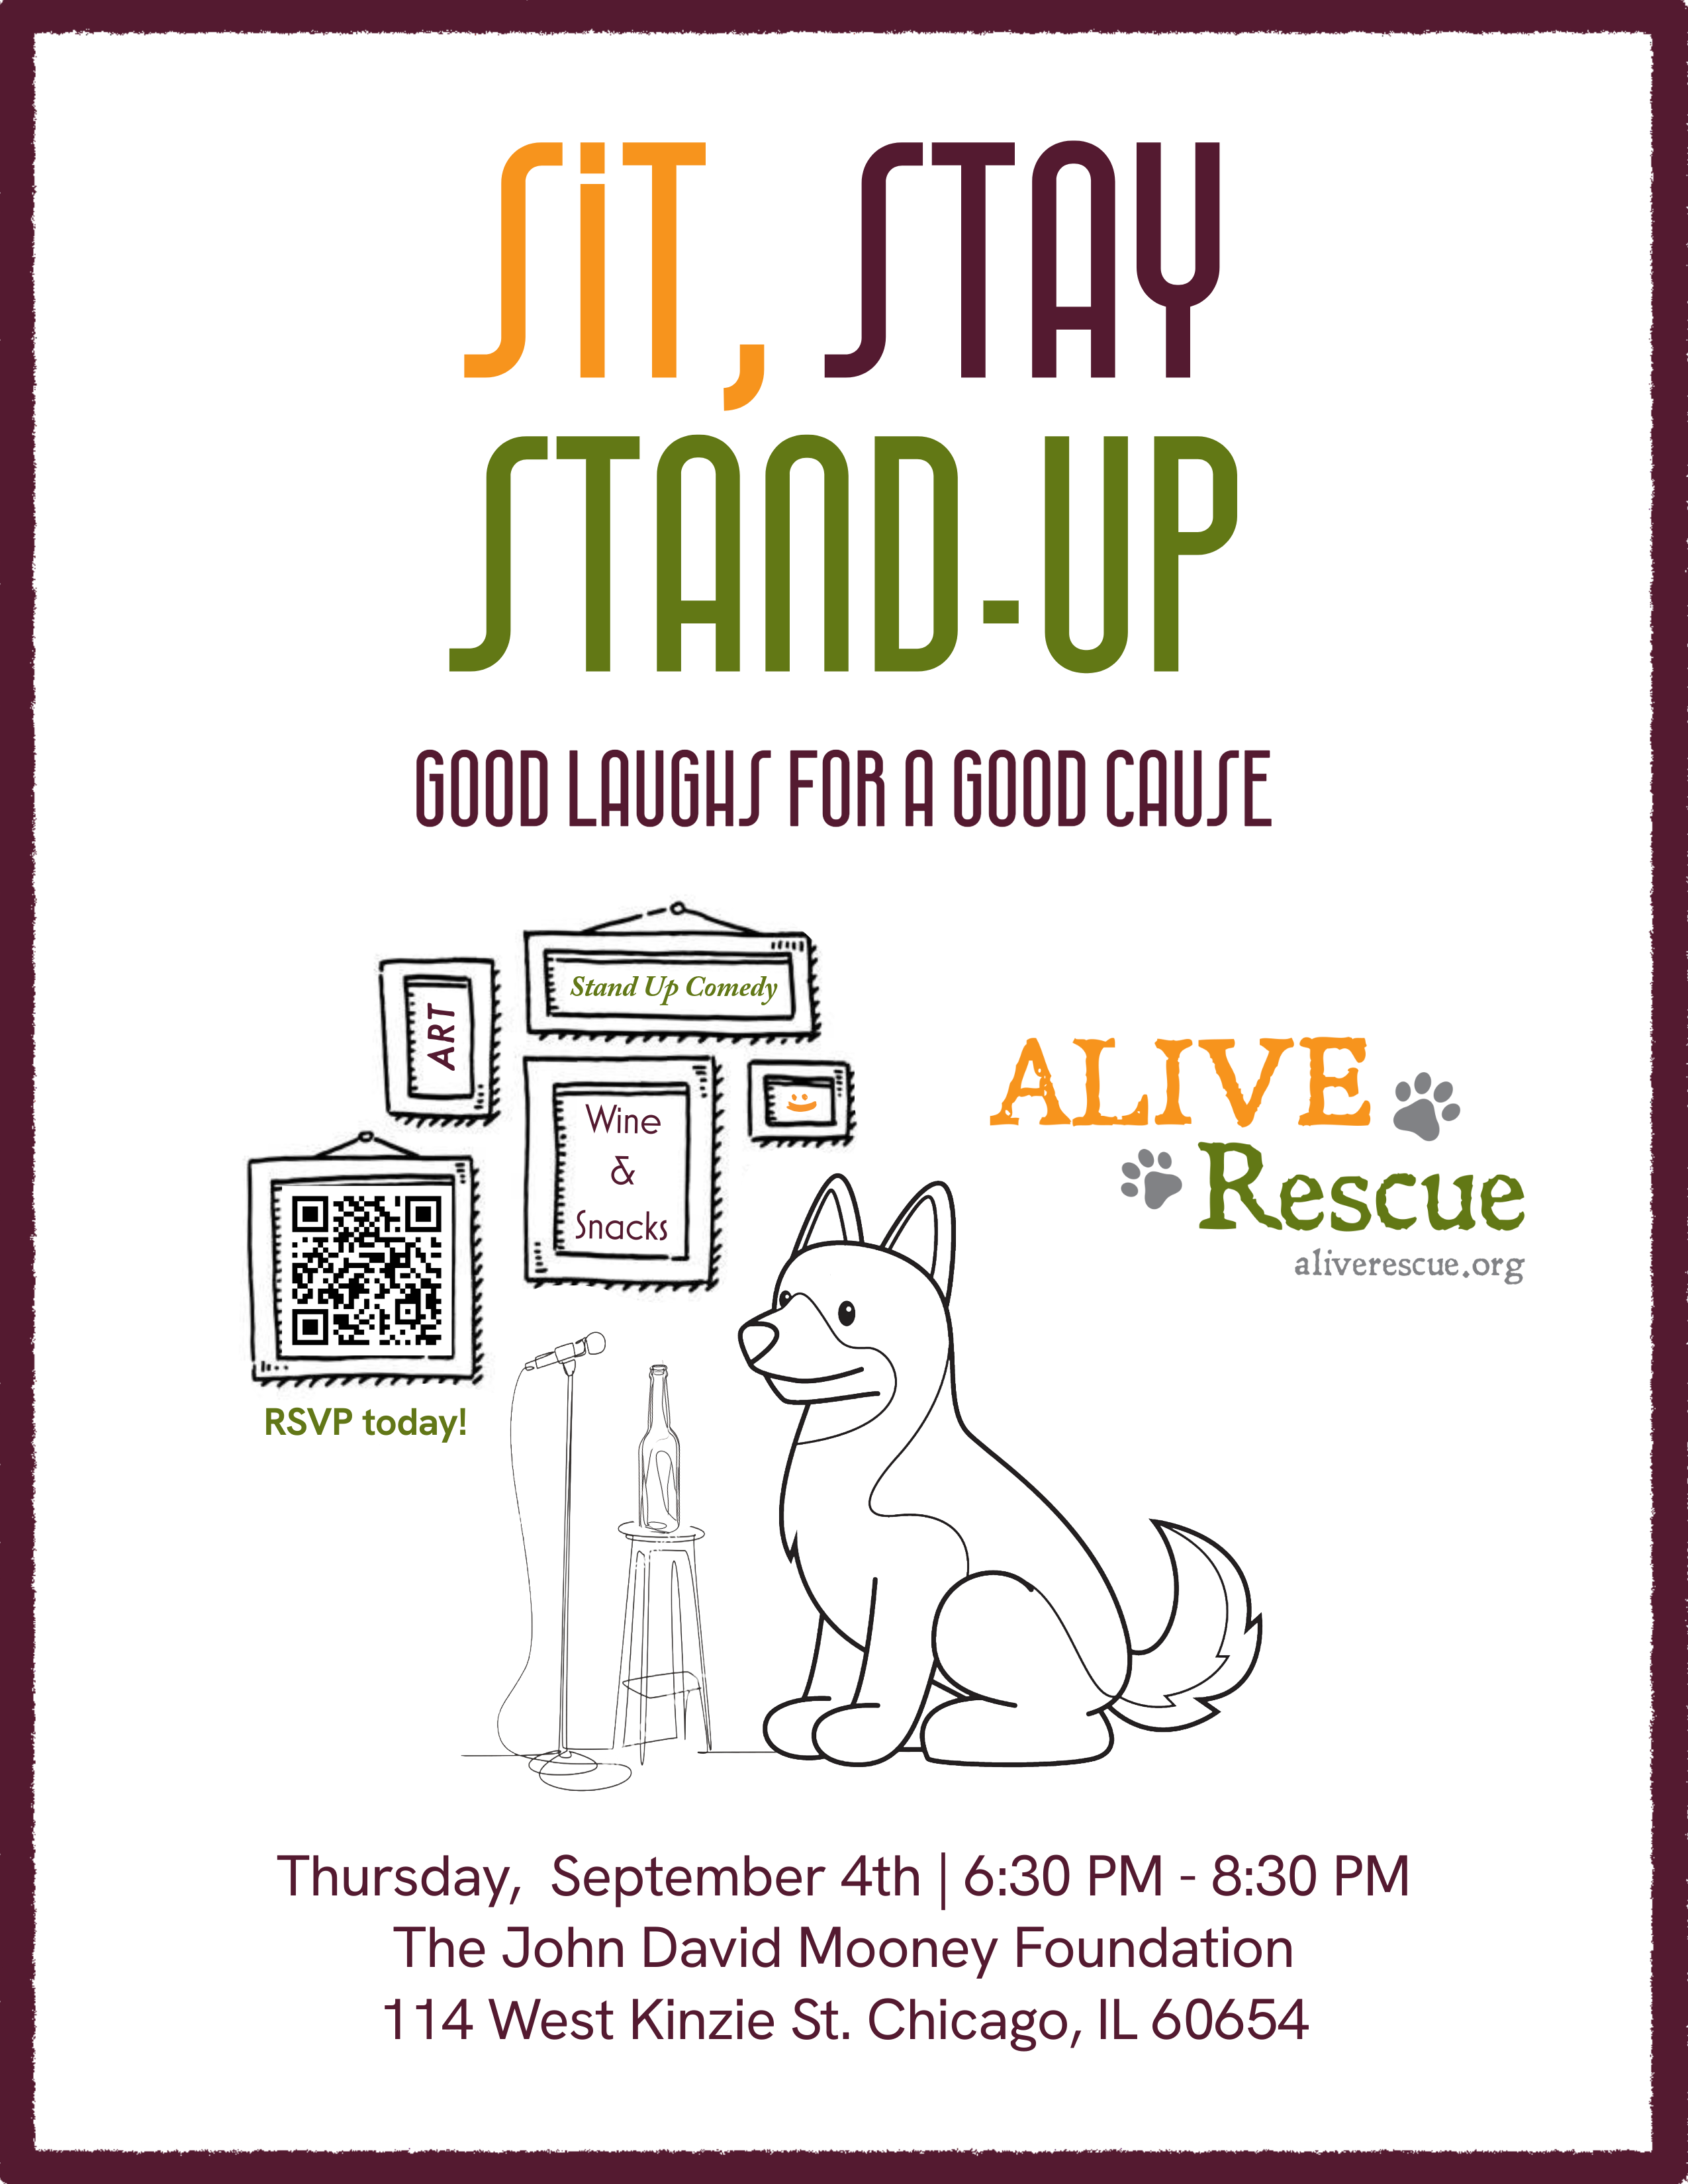 SiT, STAY
STAND-UP
GOOD LAUGHS FOR A GOOD CAUSE
Stand Up Comedy
ART
Wine
&
Snacks
ALIVE
Rescue
aliverescue.org
RSVP today!
Thursday, September 4th | 6:30 PM - 8:30 PM
The John David Mooney Foundation
114 West Kinzie St. Chicago, IL 60654